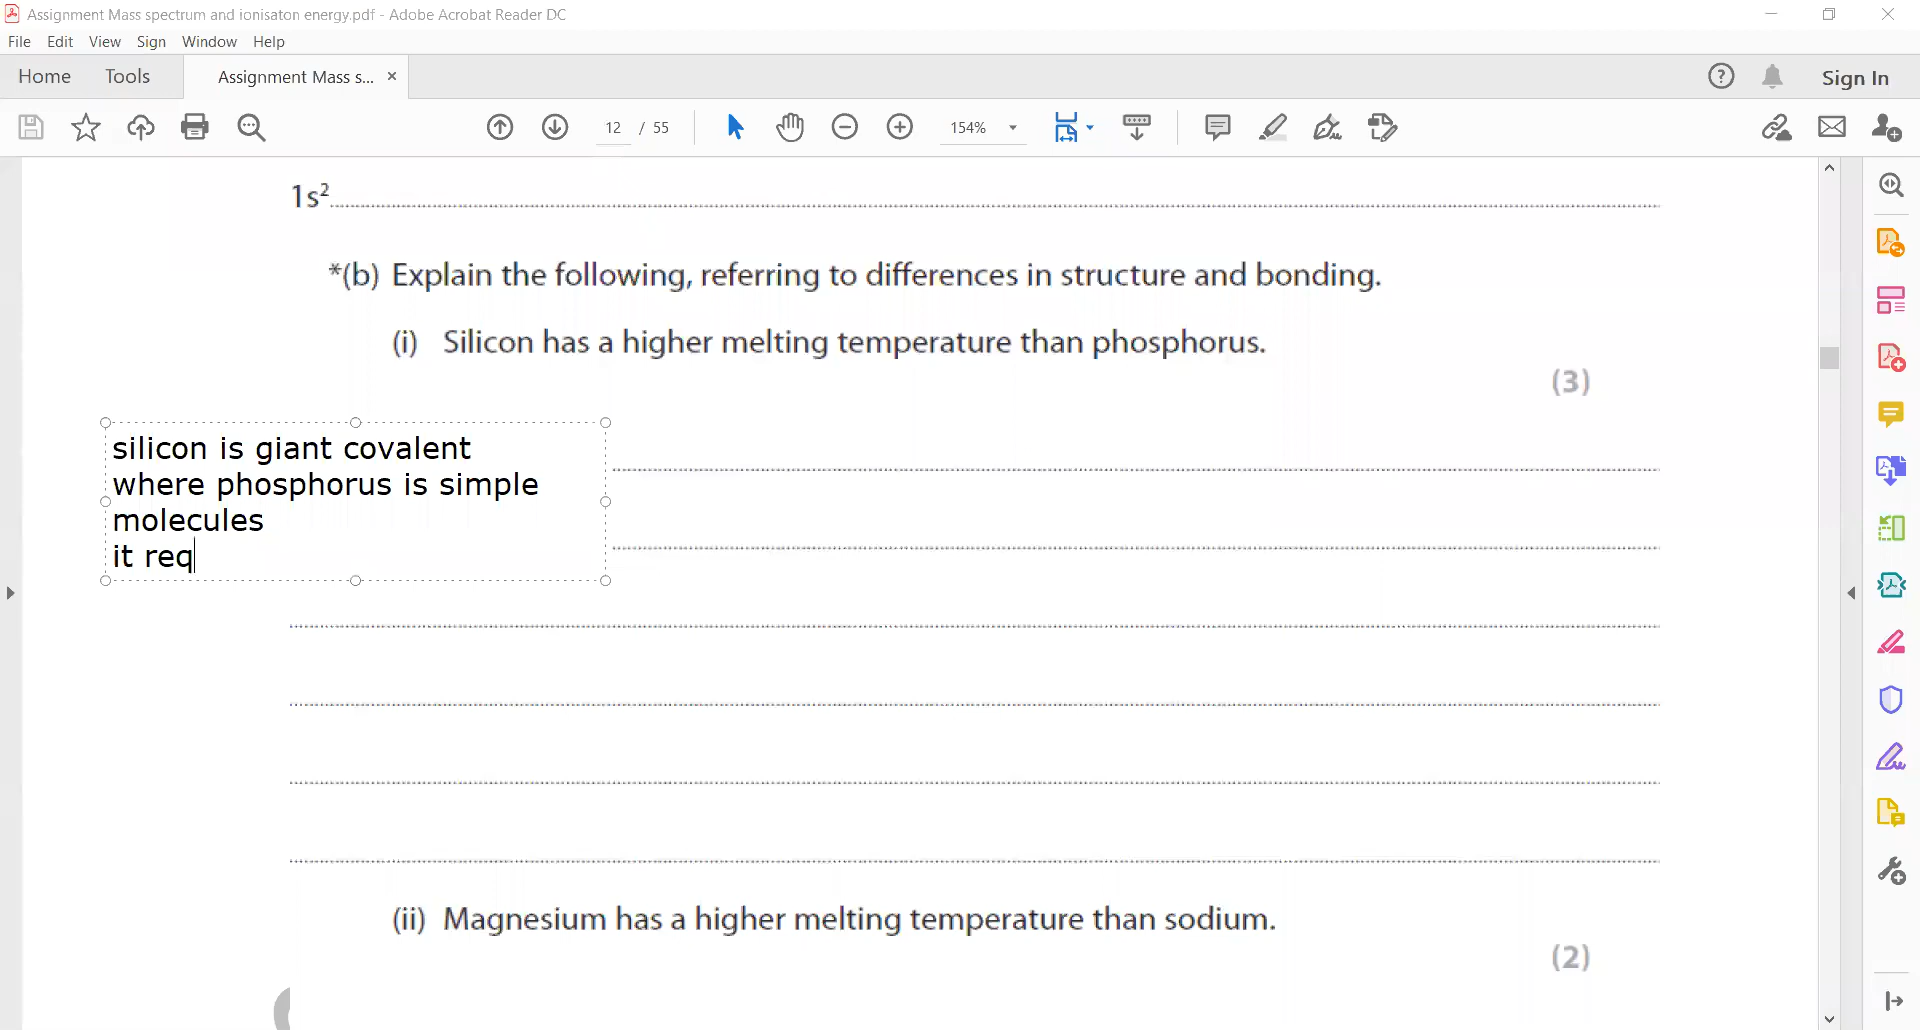 Assignment Mass spectrum and ionisaton energy.pdf - Adobe Acrobat Reader DC
File Edit View Sign Window Help
Home Tools Assignment Mass s... × Sign In
12 / 55 154%
1s²
*(b) Explain the following, referring to differences in structure and bonding.
(i) Silicon has a higher melting temperature than phosphorus.
(3)
silicon is giant covalent
where phosphorus is simple
molecules
it req
(ii) Magnesium has a higher melting temperature than sodium.
(2)